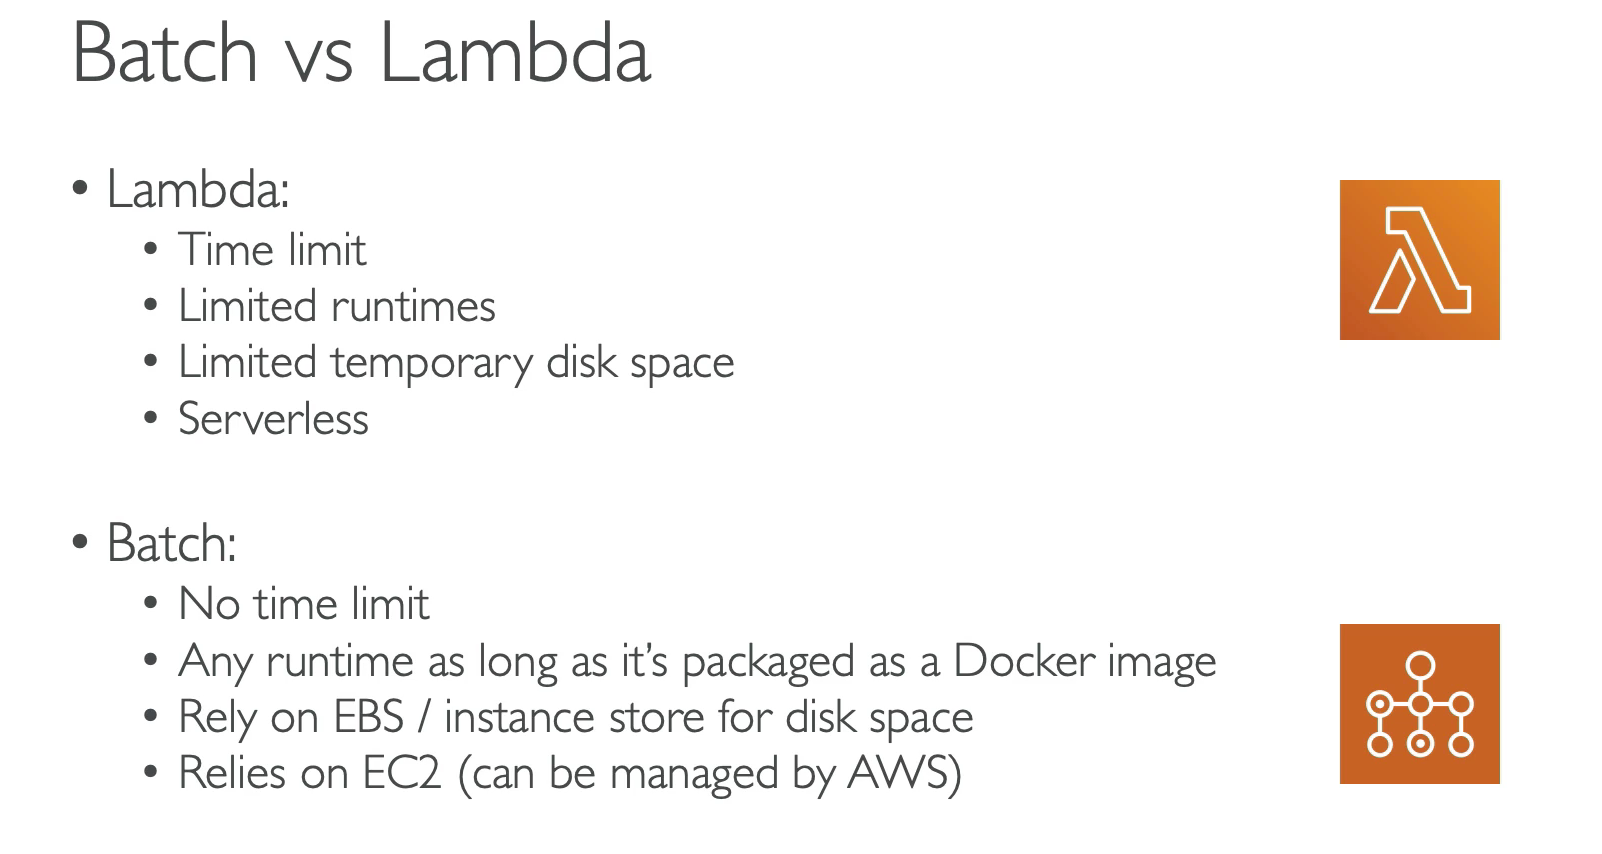 Batch vs Lambda
• Lambda:
• Time limit
• Limited runtimes
• Limited temporary disk space
• Serverless
• Batch:
• No time limit
• Any runtime as long as it’s packaged as a Docker image
• Rely on EBS / instance store for disk space
• Relies on EC2 (can be managed by AWS)